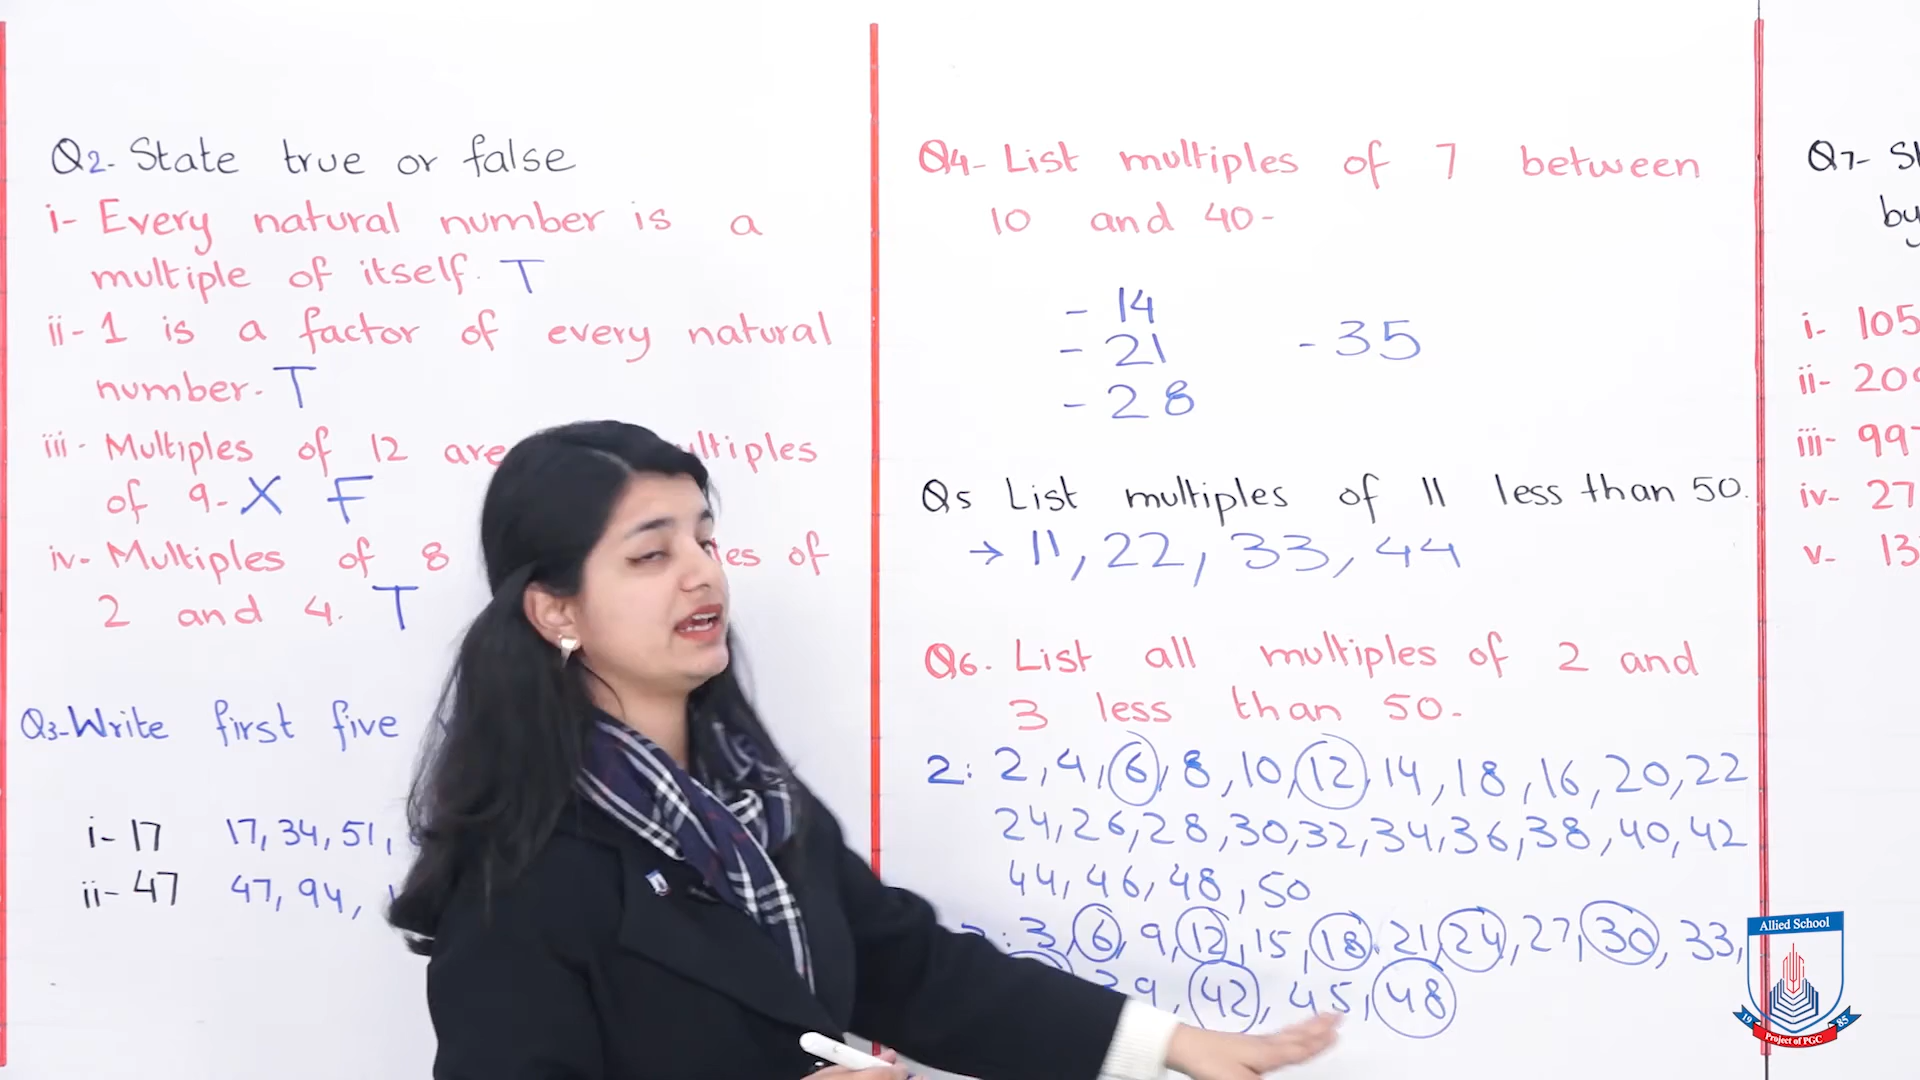 Q2- State true or false
i- Every natural number is a
multiple of itself. T
ii- 1 is a factor of every natural
number. T
iii- Multiples of 12 are
of 9- X F
iv- Multiples of 8 of
2 and 4. T
Q3-Write first five
i- 17 17, 34, 51,
ii- 47 47, 94,
Q4- List multiples of 7 between
10 and 40-
- 14
- 21
- 28
- 35
Q5 List multiples of 11 less than 50.
→ 11, 22, 33, 44
Q6. List all multiples of 2 and
3 less than 50-
2: 2, 4, 6, 8, 10, 12, 14, 18, 16, 20, 22
24, 26, 28, 30, 32, 34, 36, 38, 40, 42
44, 46, 48, 50
: 3, 6, 9, 12, 15, 18, 21, 24, 27, 30, 33,
42, 45, 48
Q7-
by
i- 105
ii- 209
iii- 997
iv- 27
v- 13
Allied School
19 85
Project of PGC